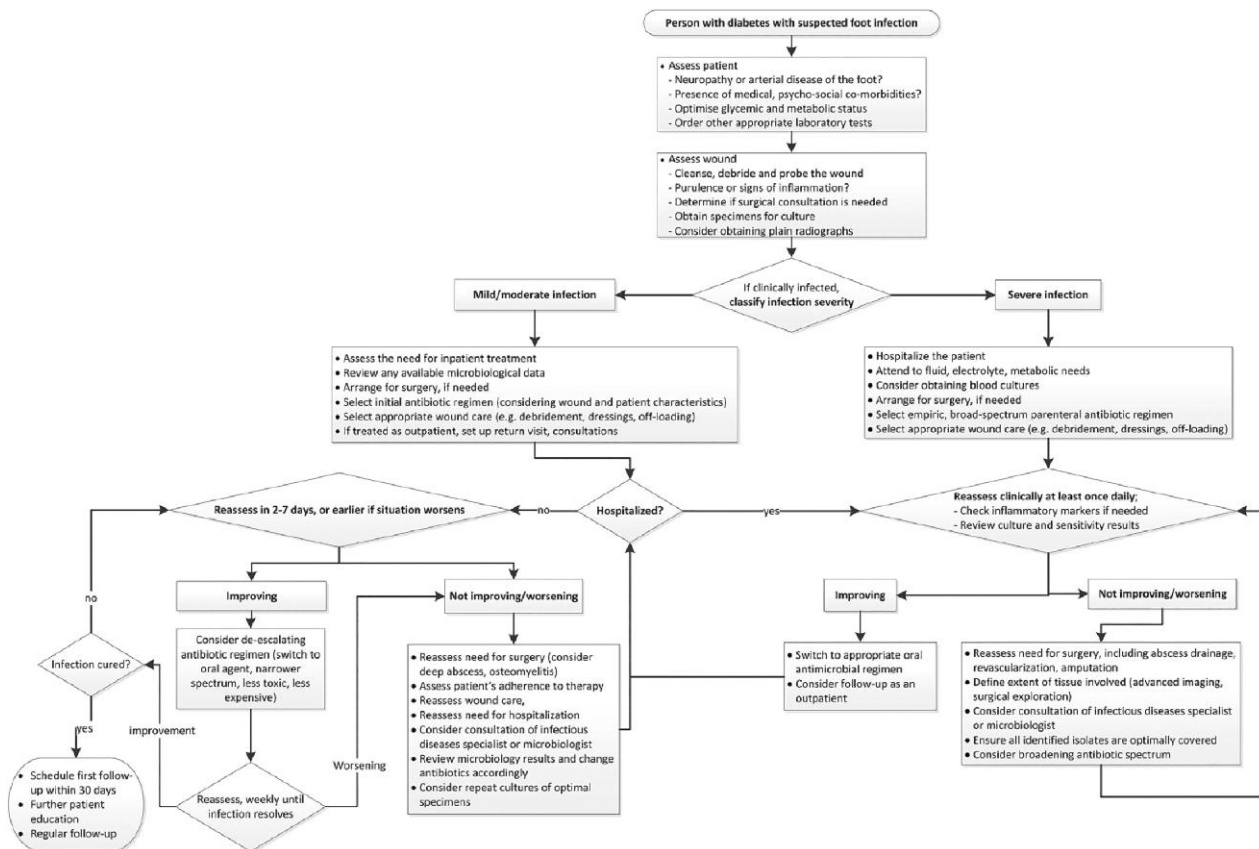 Person with diabetes with suspected foot infection
• Assess patient
- Neuropathy or arterial disease of the foot?
- Presence of medical, psycho-social co-morbidities?
- Optimise glycemic and metabolic status
- Order other appropriate laboratory tests
• Assess wound
- Cleanse, debride and probe the wound
- Purulence or signs of inflammation?
- Determine if surgical consultation is needed
- Obtain specimens for culture
- Consider obtaining plain radiographs
If clinically infected,
classify infection severity
Mild/moderate infection
Severe infection
• Assess the need for inpatient treatment
• Review any available microbiological data
• Arrange for surgery, if needed
• Select initial antibiotic regimen (considering wound and patient characteristics)
• Select appropriate wound care (e.g. debridement, dressings, off-loading)
• If treated as outpatient, set up return visit, consultations
• Hospitalize the patient
• Attend to fluid, electrolyte, metabolic needs
• Consider obtaining blood cultures
• Arrange for surgery, if needed
• Select empiric, broad-spectrum parenteral antibiotic regimen
• Select appropriate wound care (e.g. debridement, dressings, off-loading)
Reassess in 2-7 days, or earlier if situation worsens
no
Hospitalized?
yes
Reassess clinically at least once daily;
- Check inflammatory markers if needed
- Review culture and sensitivity results
Improving
Not improving/worsening
Improving
Not improving/worsening
no
Infection cured?
yes
improvement
Consider de-escalating
antibiotic regimen (switch to
oral agent, narrower
spectrum, less toxic, less
expensive)
Worsening
• Reassess need for surgery (consider
deep abscess, osteomyelitis)
• Assess patient's adherence to therapy
• Reassess wound care,
• Reassess need for hospitalization
• Consider consultation of infectious
diseases specialist or microbiologist
• Review microbiology results and change
antibiotics accordingly
• Consider repeat cultures of optimal
specimens
• Switch to appropriate oral
antimicrobial regimen
• Consider follow-up as an
outpatient
• Reassess need for surgery, including abscess drainage,
revascularization, amputation
• Define extent of tissue involved (advanced imaging,
surgical exploration)
• Consider consultation of infectious diseases specialist
or microbiologist
• Ensure all identified isolates are optimally covered
• Consider broadening antibiotic spectrum
• Schedule first follow-
up within 30 days
• Further patient
education
• Regular follow-up
Reassess, weekly until
infection resolves